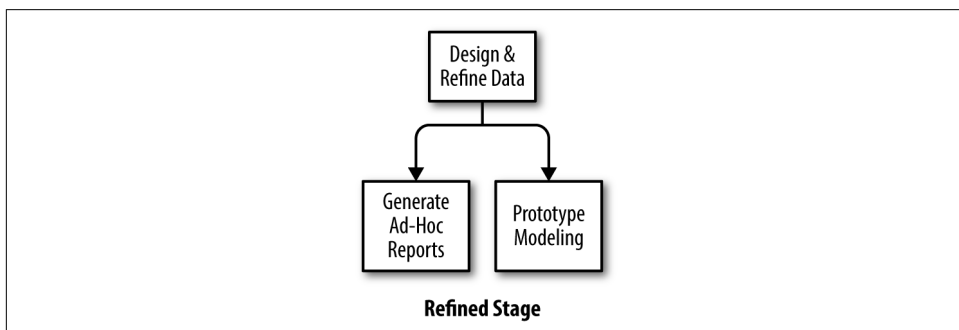 Design &
Refine Data
Generate
Ad-Hoc
Reports
Prototype
Modeling
Refined Stage